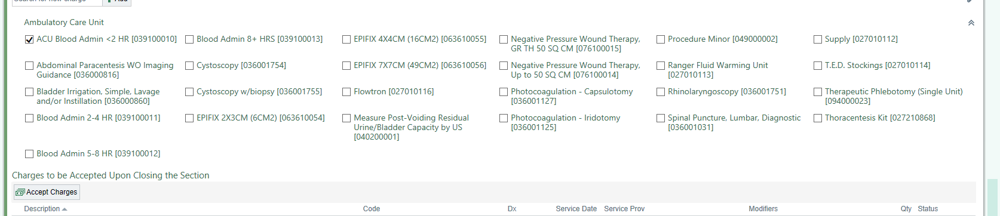 Search for new charge Add
Ambulatory Care Unit
ACU Blood Admin <2 HR [039100010]
Abdominal Paracentesis WO Imaging
Guidance [036000816]
Bladder Irrigation, Simple, Lavage
and/or Instillation [036000860]
Blood Admin 2-4 HR [039100011]
Blood Admin 5-8 HR [039100012]
Blood Admin 8+ HRS [039100013]
Cystoscopy [036001754]
Cystoscopy w/biopsy [036001755]
EPIFIX 2X3CM (6CM2) [063610054]
EPIFIX 4X4CM (16CM2) [063610055]
EPIFIX 7X7CM (49CM2) [063610056]
Flowtron [027010116]
Measure Post-Voiding Residual
Urine/Bladder Capacity by US
[040200001]
Negative Pressure Wound Therapy,
GR TH 50 SQ CM [076100015]
Negative Pressure Wound Therapy,
Up to 50 SQ CM [076100014]
Photocoagulation - Capsulotomy
[036001127]
Photocoagulation - Iridotomy
[036001125]
Procedure Minor [049000002]
Ranger Fluid Warming Unit
[027010113]
Rhinolaryngoscopy [036001751]
Spinal Puncture, Lumbar, Diagnostic
[036001031]
Supply [027010112]
T.E.D. Stockings [027010114]
Therapeutic Phlebotomy (Single Unit)
[094000023]
Thoracentesis Kit [027210868]
Charges to be Accepted Upon Closing the Section
Accept Charges
Description Code Dx Service Date Service Prov Modifiers Qty Status